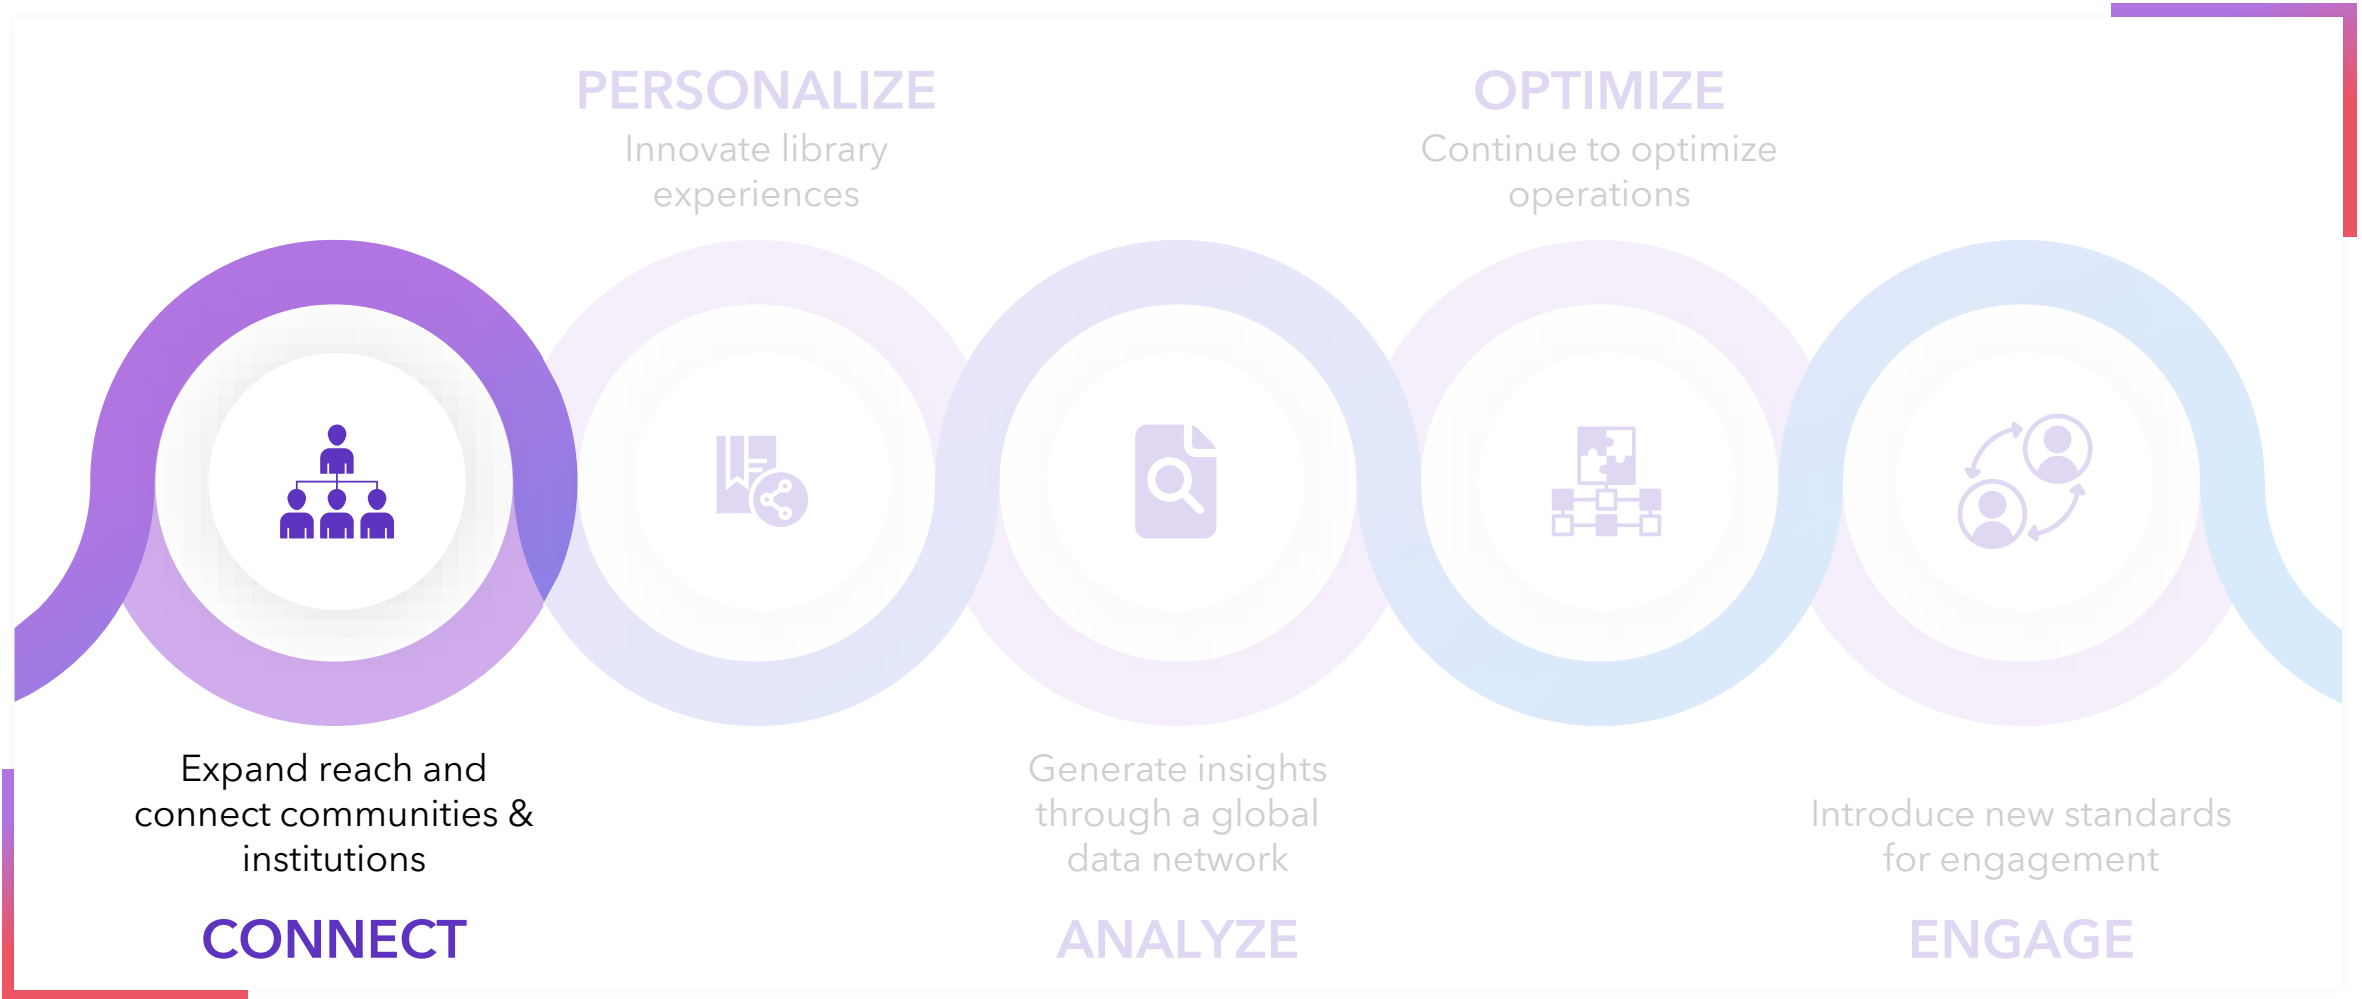 PERSONALIZE
Innovate library
experiences
OPTIMIZE
Continue to optimize
operations
Expand reach and
connect communities &
institutions
CONNECT
Generate insights
through a global
data network
ANALYZE
Introduce new standards
for engagement
ENGAGE